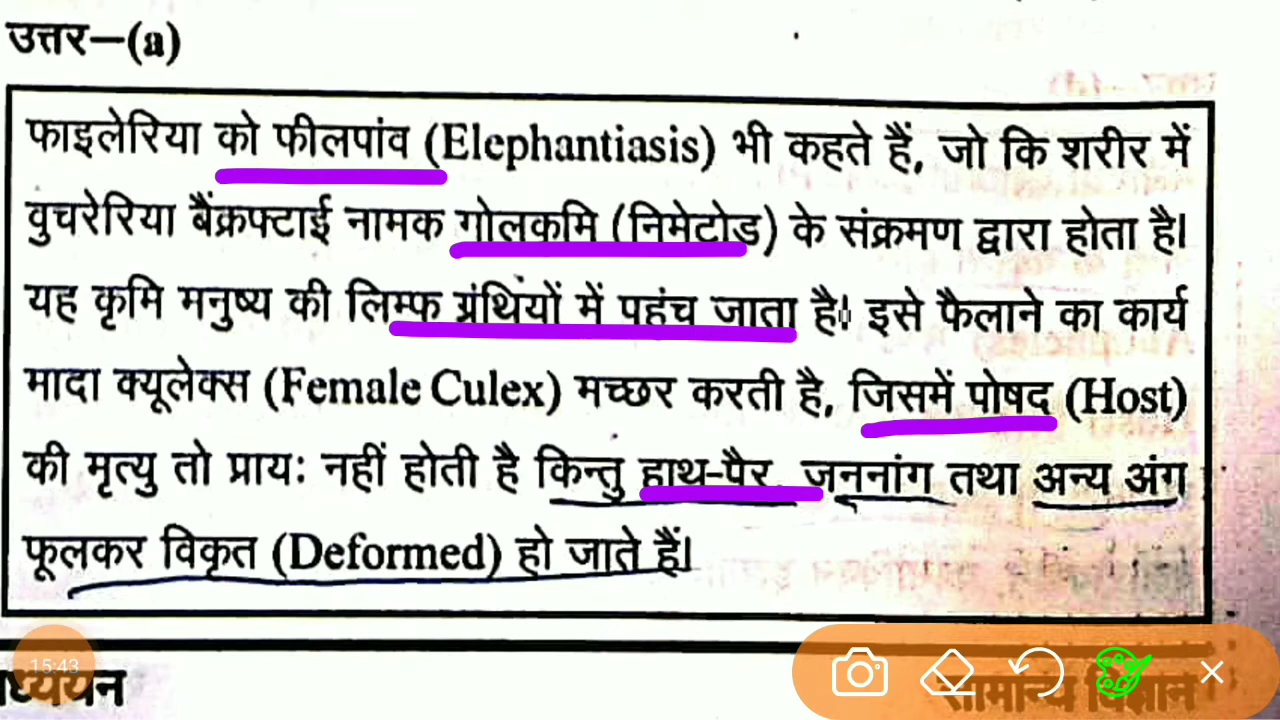 उत्तर–(a)
फाइलेरिया को फीलपांव (Elephantiasis) भी कहते हैं, जो कि शरीर में
वुचरेरिया बैंक्रफ्टाई नामक गोलकृमि (निमेटोड) के संक्रमण द्वारा होता है।
यह कृमि मनुष्य की लिम्फ ग्रंथियों में पहुंच जाता है। इसे फैलाने का कार्य
मादा क्यूलेक्स (Female Culex) मच्छर करती है, जिसमें पोषद (Host)
की मृत्यु तो प्रायः नहीं होती है किन्तु हाथ-पैर जननांग तथा अन्य अंग
फूलकर विकृत (Deformed) हो जाते हैं।
15:43
ध्ययन
सामान्य विज्ञान